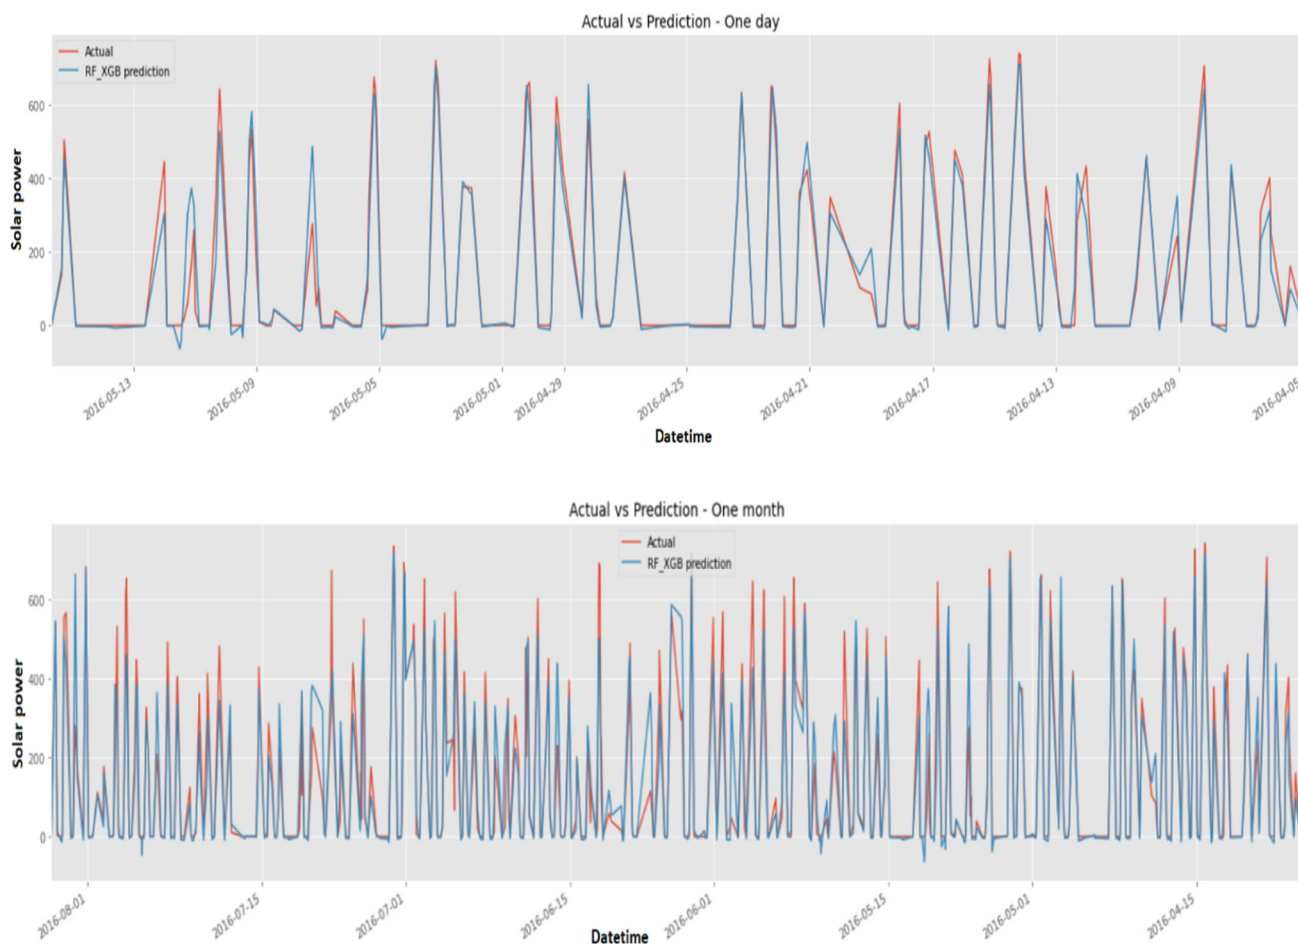 Actual vs Prediction - One day
Actual
RF_XGB prediction
Solar power
600
400
200
0
2016-05-13
2016-05-09
2016-05-05
2016-05-01
2016-04-29
2016-04-25
2016-04-21
2016-04-17
2016-04-13
2016-04-09
2016-04-05
Datetime
Actual vs Prediction - One month
Actual
RF_XGB prediction
Solar power
600
400
200
0
2016-08-01
2016-07-15
2016-07-01
2016-06-15
2016-06-01
2016-05-15
2016-05-01
2016-04-15
Datetime